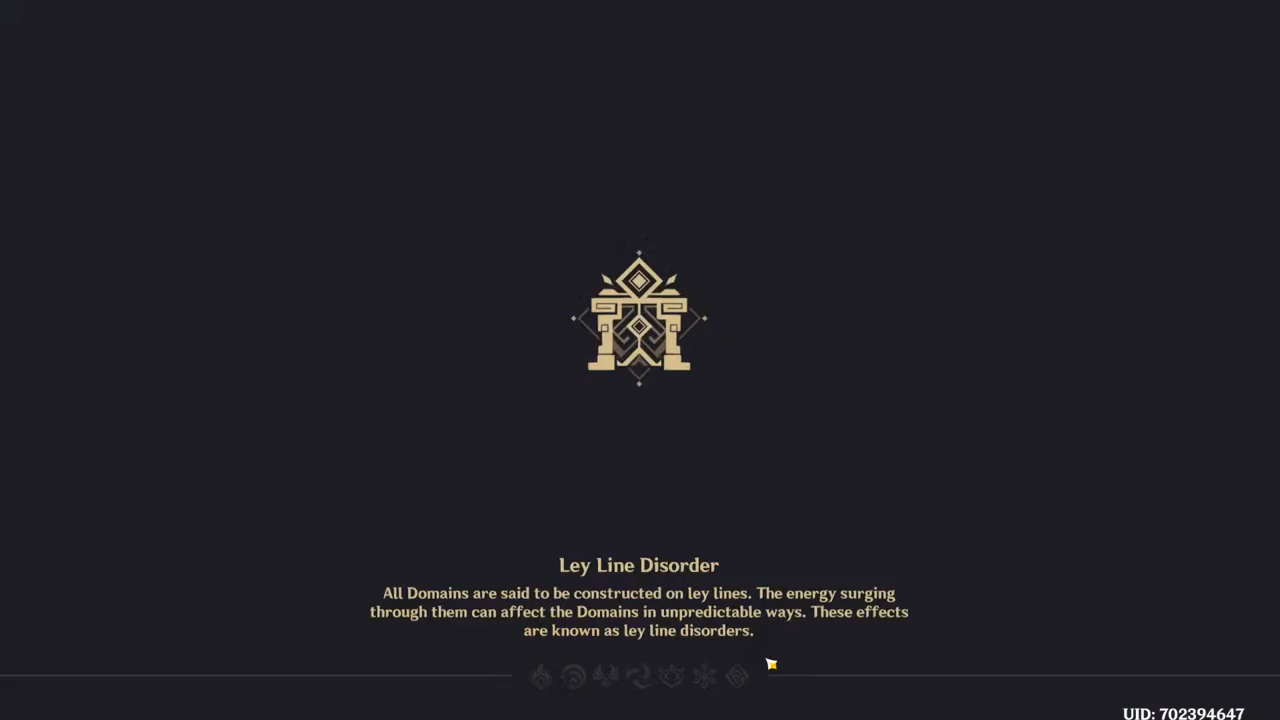 Ley Line Disorder
All Domains are said to be constructed on ley lines. The energy surging
through them can affect the Domains in unpredictable ways. These effects
are known as ley line disorders.
UID: 702394647